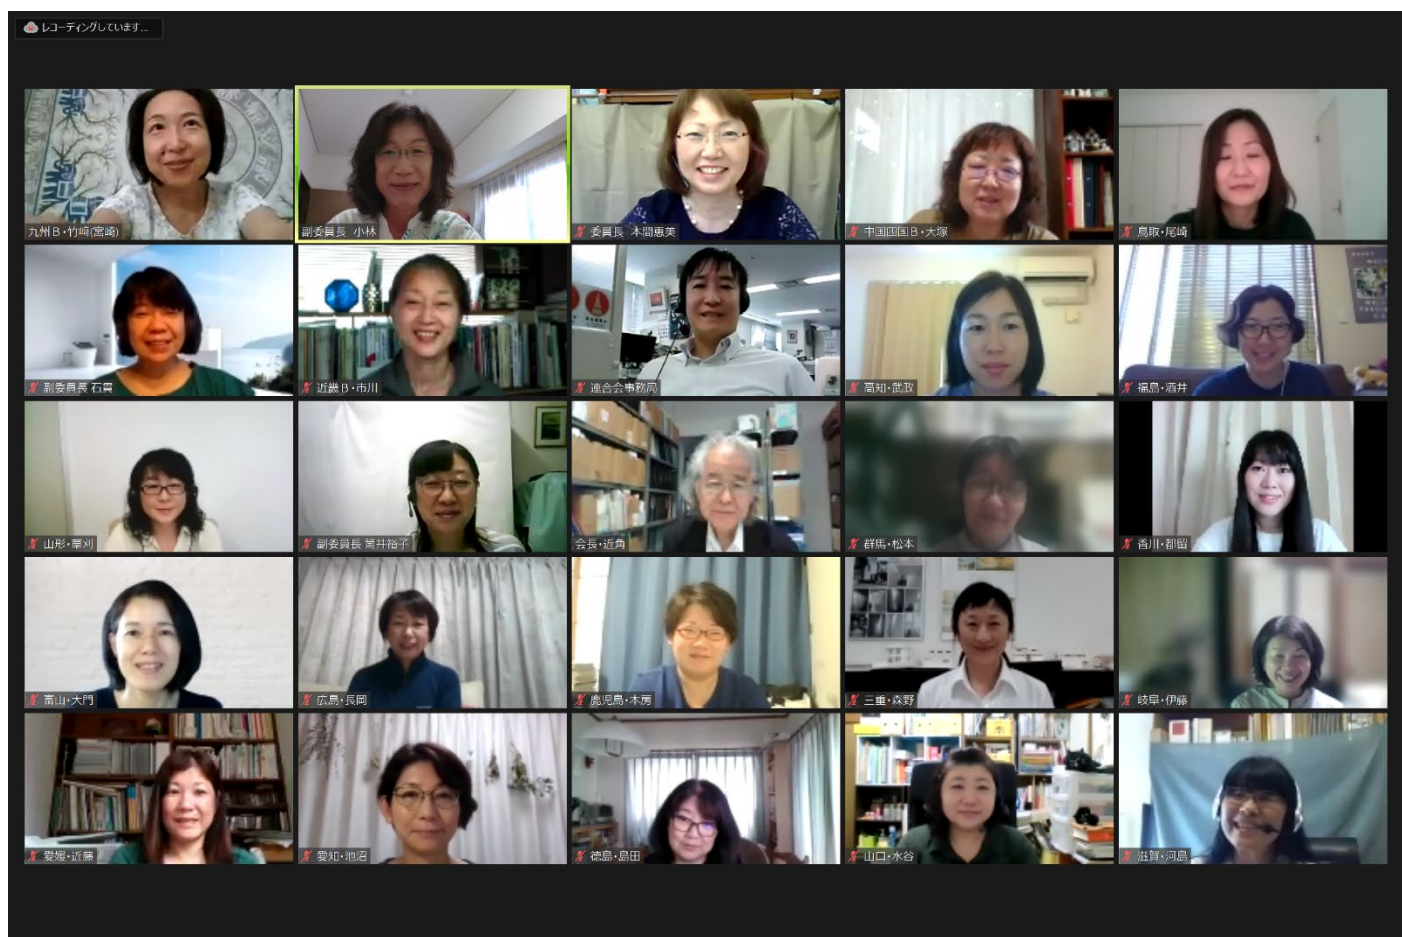 レコーディングしています...
九州B・竹﨑(宮崎)
副委員長 小林
委員長 本間恵美
中国四国B・大塚
鳥取・尾崎
副委員長 石貫
近畿B・市川
連合会事務局
高知・武政
福島・酒井
山形・葦刈
副委員長 筒井裕子
会長・近角
群馬・松本
香川・都留
富山・大門
広島・長岡
鹿児島・本房
三重・森野
岐阜・伊藤
愛媛・近藤
愛知・池沼
徳島・島田
山口・水谷
滋賀・河島